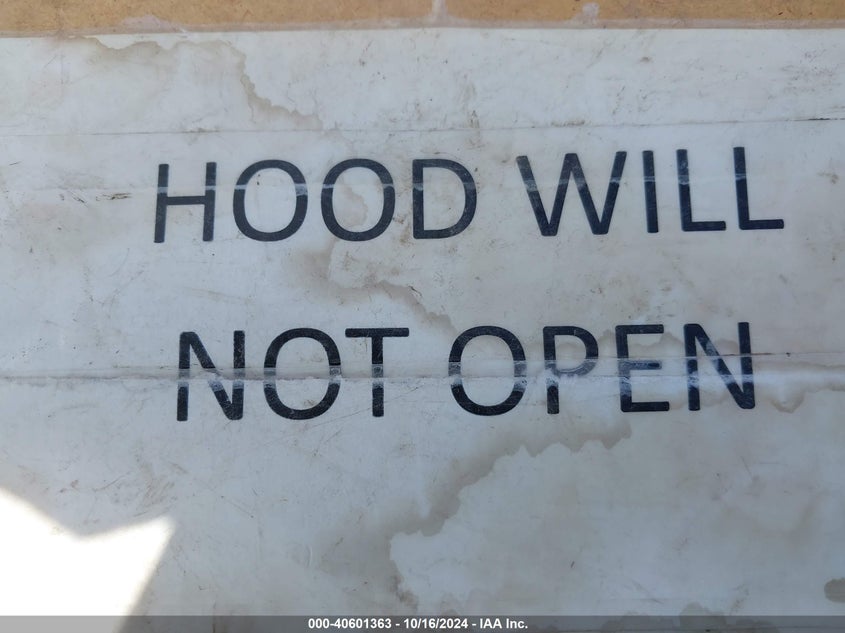 HOOD WILL
NOT OPEN
000-40601363 - 10/16/2024 - IAA Inc.